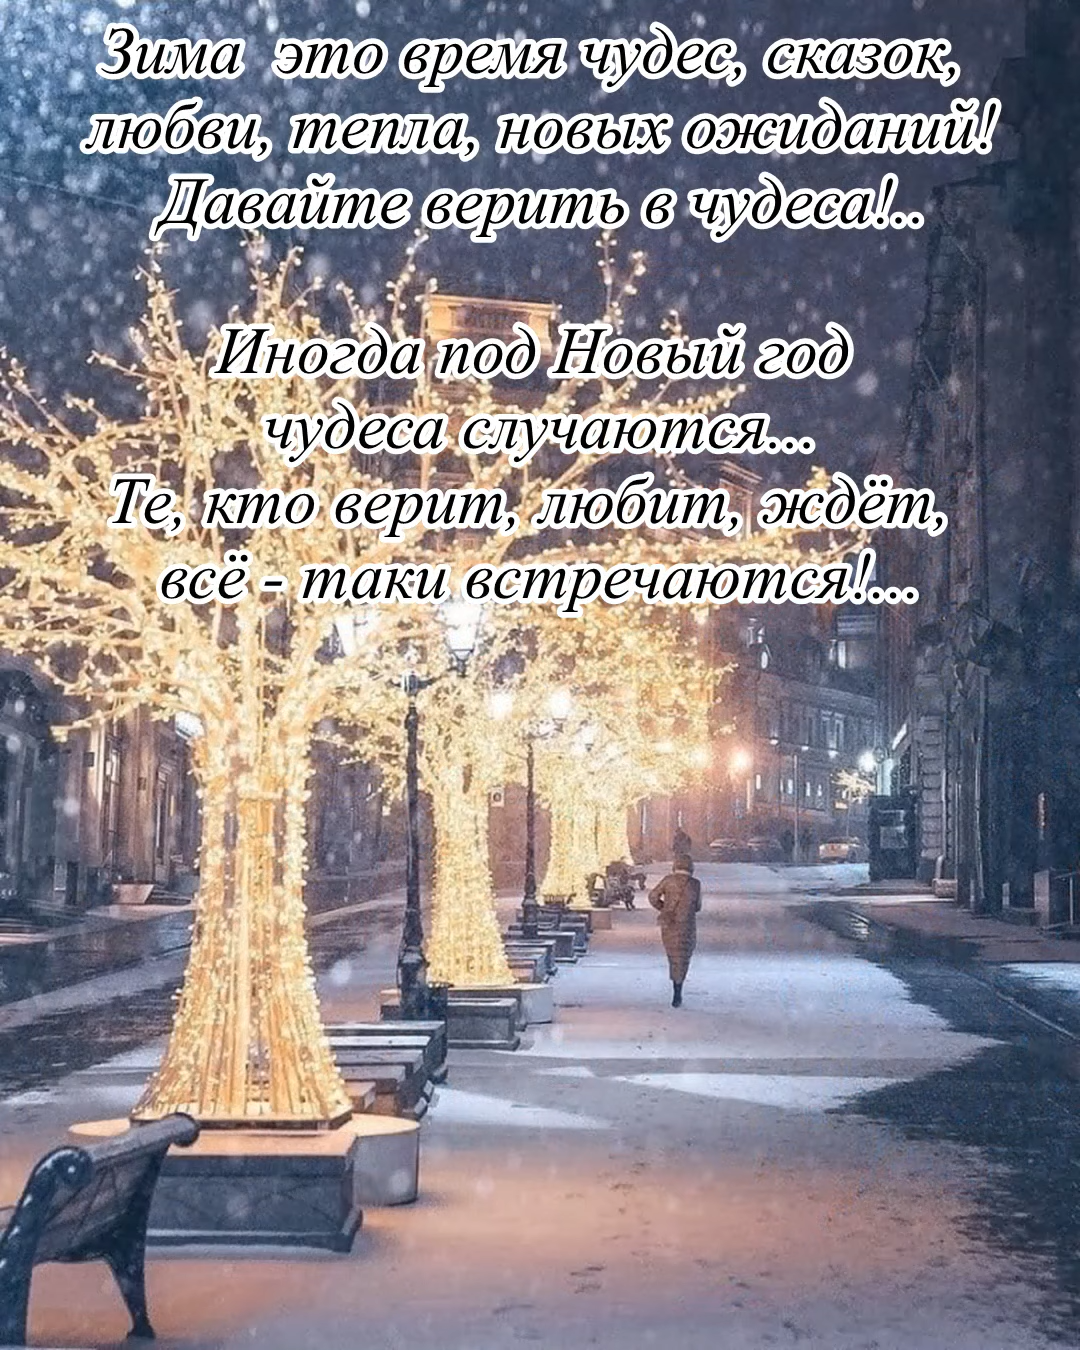 Зима это время чудес, сказок,
любви, тепла, новых ожиданий!
Давайте верить в чудеса!..
Иногда под Новый год
чудеса случаются...
Те, кто верит, любит, ждёт,
всё - таки встречаются!...